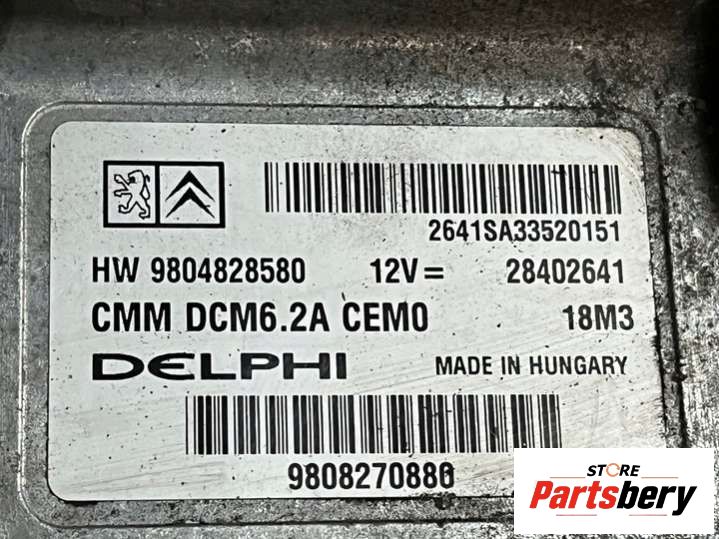 2641SA33520151
HW 9804828580 12V= 28402641
CMM DCM6.2A CEM0 18M3
DELPHI MADE IN HUNGARY
9808270880
STORE
Partsbery